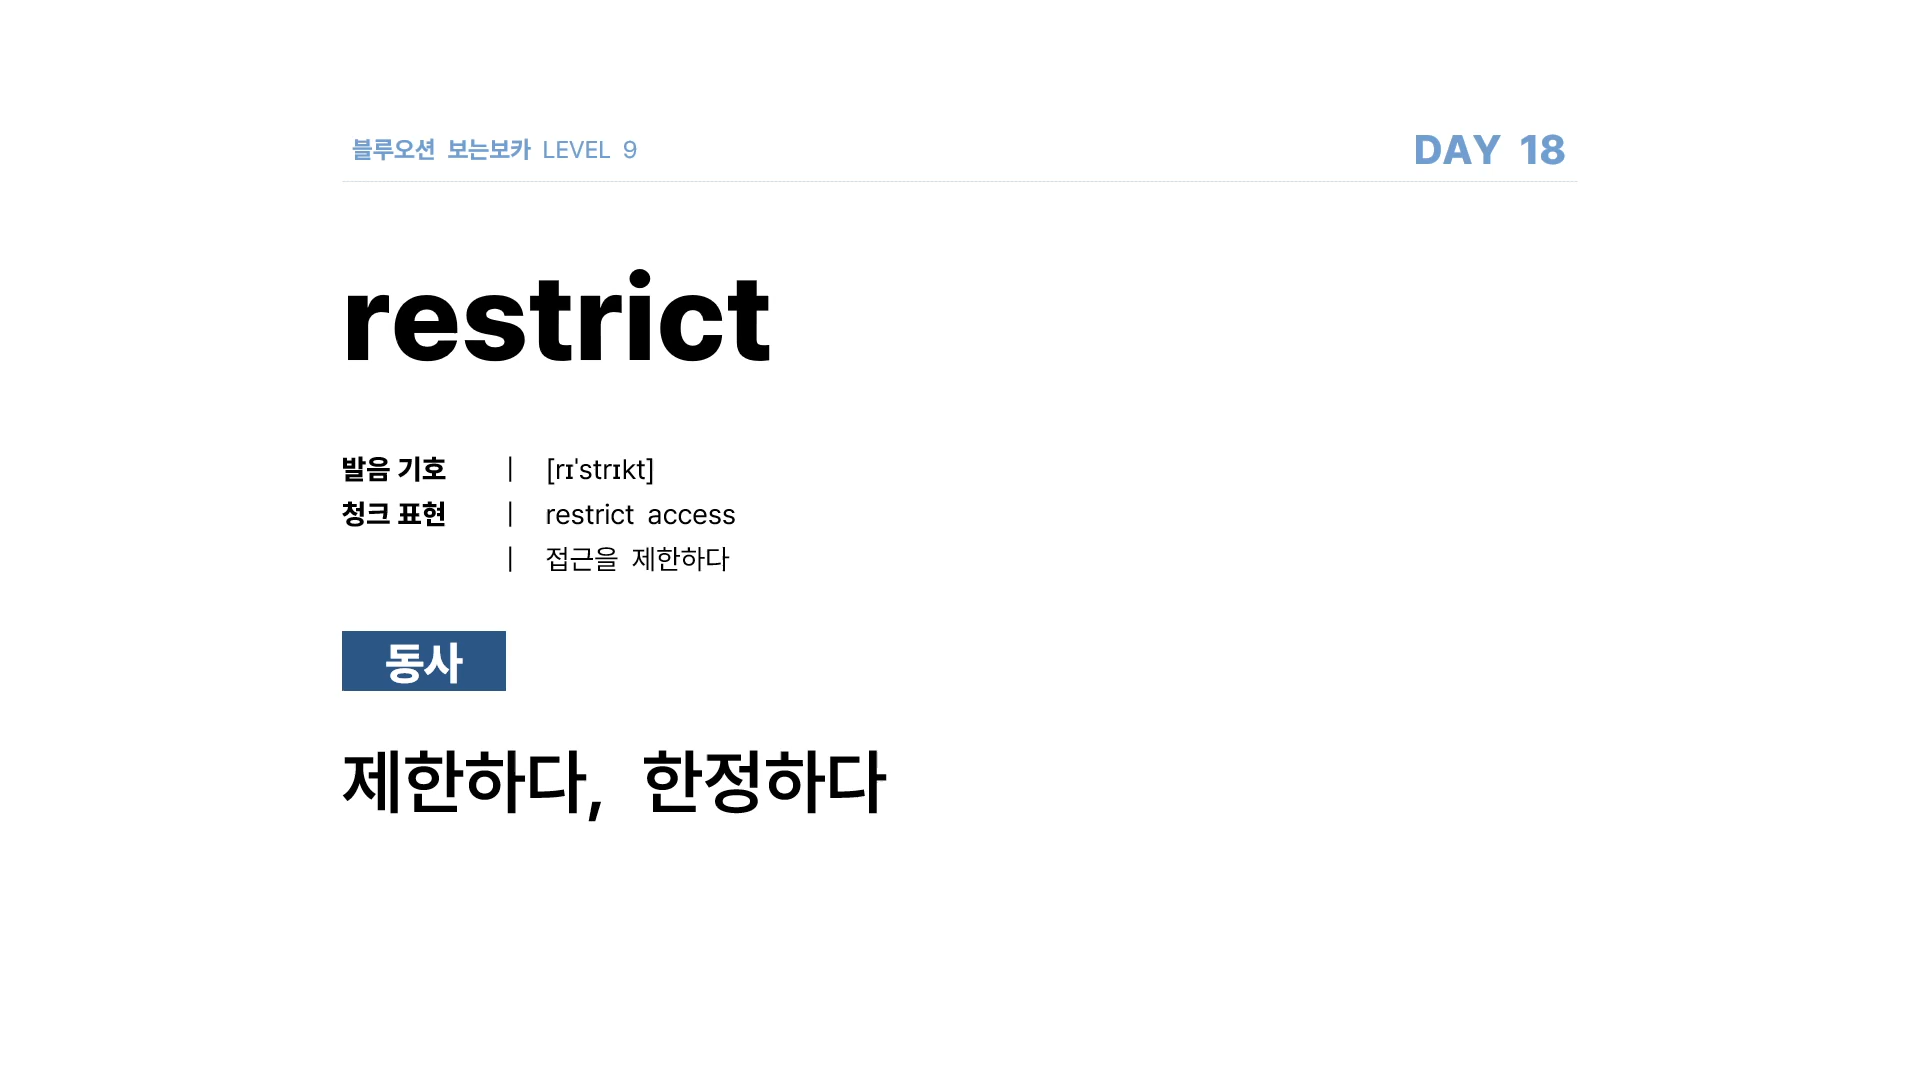 블루오션 보는보카 LEVEL 9
DAY 18
restrict
발음 기호 | [rɪˈstrɪkt]
청크 표현 | restrict access
| 접근을 제한하다
동사
제한하다, 한정하다